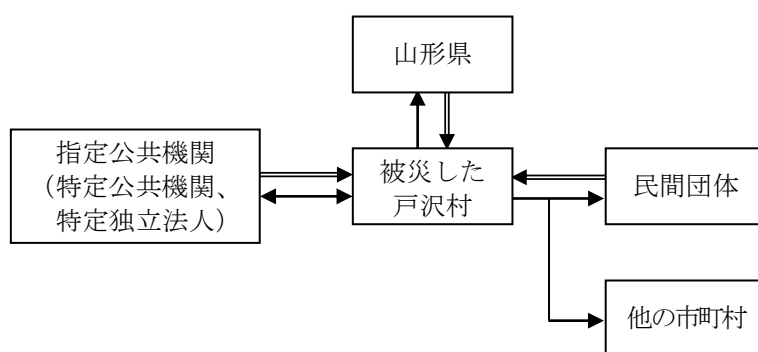 山形県
指定公共機関
（特定公共機関、
特定独立法人）
被災した
戸沢村
民間団体
他の市町村